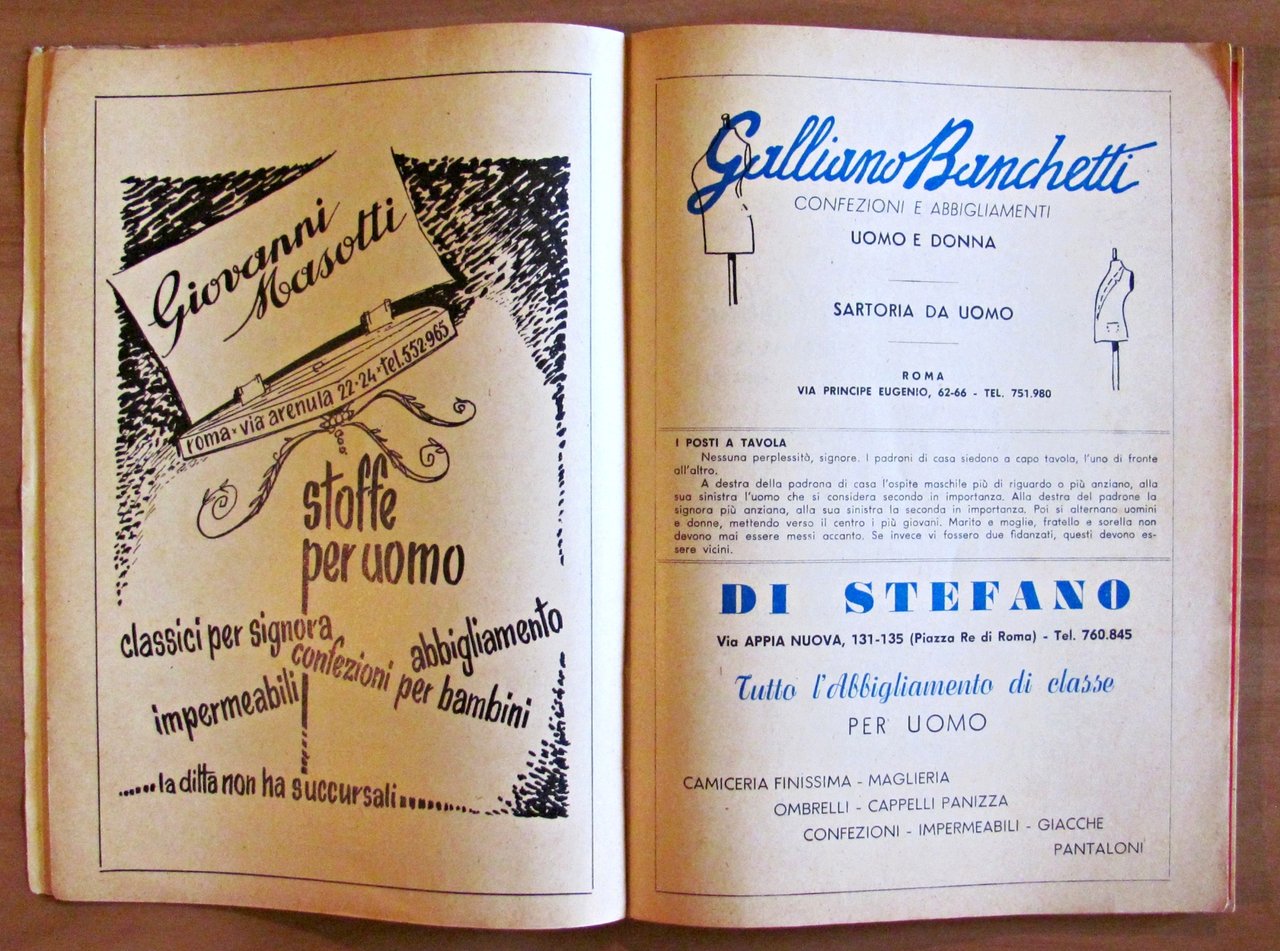 Giovanni
Masotti
roma · via arenula 22 · 24 · tel. 552·965
stoffe
per uomo
classici per signora
confezioni per bambini
abbigliamento
impermeabili
......la ditta non ha succursali......
Galliano Banchetti
CONFEZIONI E ABBIGLIAMENTI
UOMO E DONNA
SARTORIA DA UOMO
ROMA
VIA PRINCIPE EUGENIO, 62-66 - TEL. 751.980
I POSTI A TAVOLA
Nessuna perplessità, signore. I padroni di casa siedono a capo tavola, l'uno di fronte
all'altro.
A destra della padrona di casa l'ospite maschile più di riguardo o più anziano, alla
sua sinistra l'uomo che si considera secondo in importanza. Alla destra del padrone la
signora più anziana, alla sua sinistra la seconda in importanza. Poi si alternano uomini
e donne, mettendo verso il centro i più giovani. Marito e moglie, fratello e sorella non
devono mai essere messi accanto. Se invece vi fossero due fidanzati, questi devono es-
sere vicini.
DI STEFANO
Via APPIA NUOVA, 131-135 (Piazza Re di Roma) - Tel. 760.845
Tutto l'Abbigliamento di classe
PER UOMO
CAMICERIA FINISSIMA - MAGLIERIA
OMBRELLI - CAPPELLI PANIZZA
CONFEZIONI - IMPERMEABILI - GIACCHE
PANTALONI